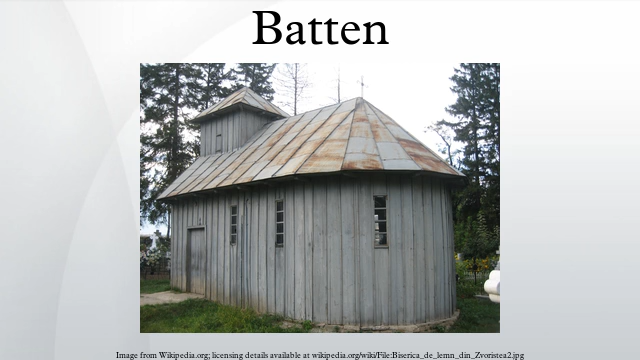 Batten
Image from Wikipedia.org; licensing details available at wikipedia.org/wiki/File:Biserica_de_lemn_din_Zvoristea2.jpg